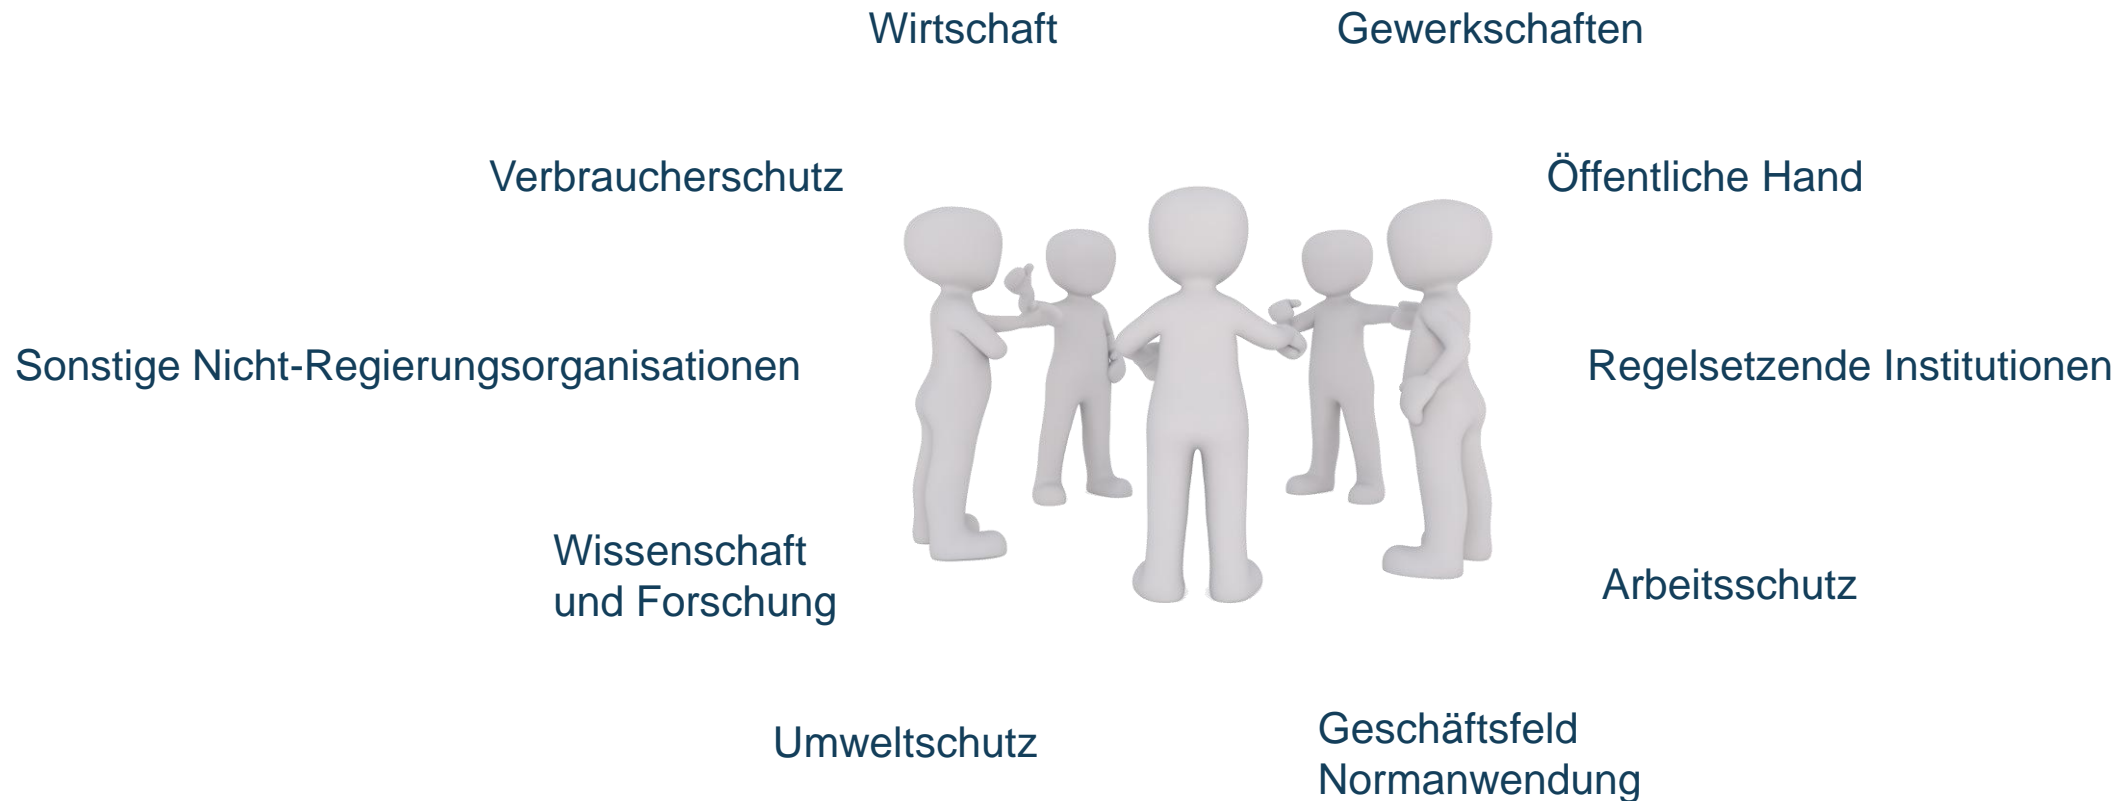 Wirtschaft
Gewerkschaften
Verbraucherschutz
Öffentliche Hand
Sonstige Nicht-Regierungsorganisationen
Regelsetzende Institutionen
Wissenschaft
und Forschung
Arbeitsschutz
Umweltschutz
Geschäftsfeld
Normanwendung